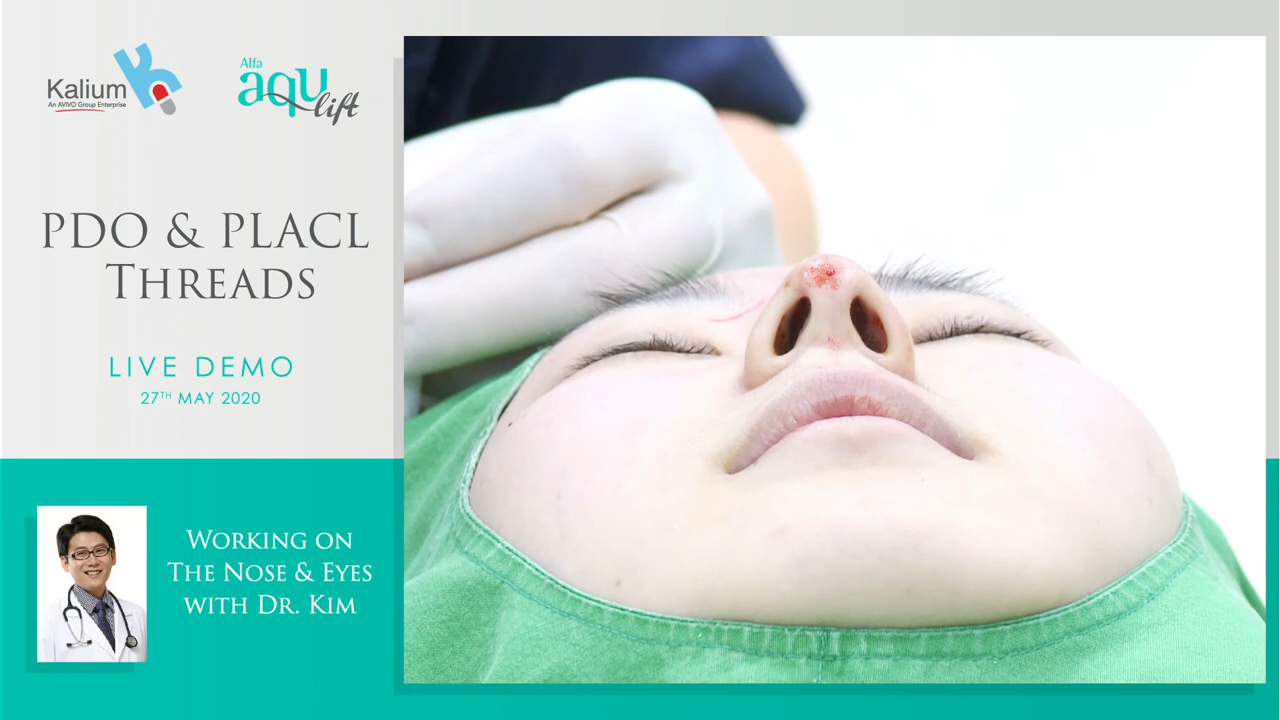 Kalium
An AVIVO Group Enterprise
Alfa
aqu
lift
PDO & PLACL
THREADS
LIVE DEMO
27TH MAY 2020
WORKING ON
THE NOSE & EYES
WITH DR. KIM